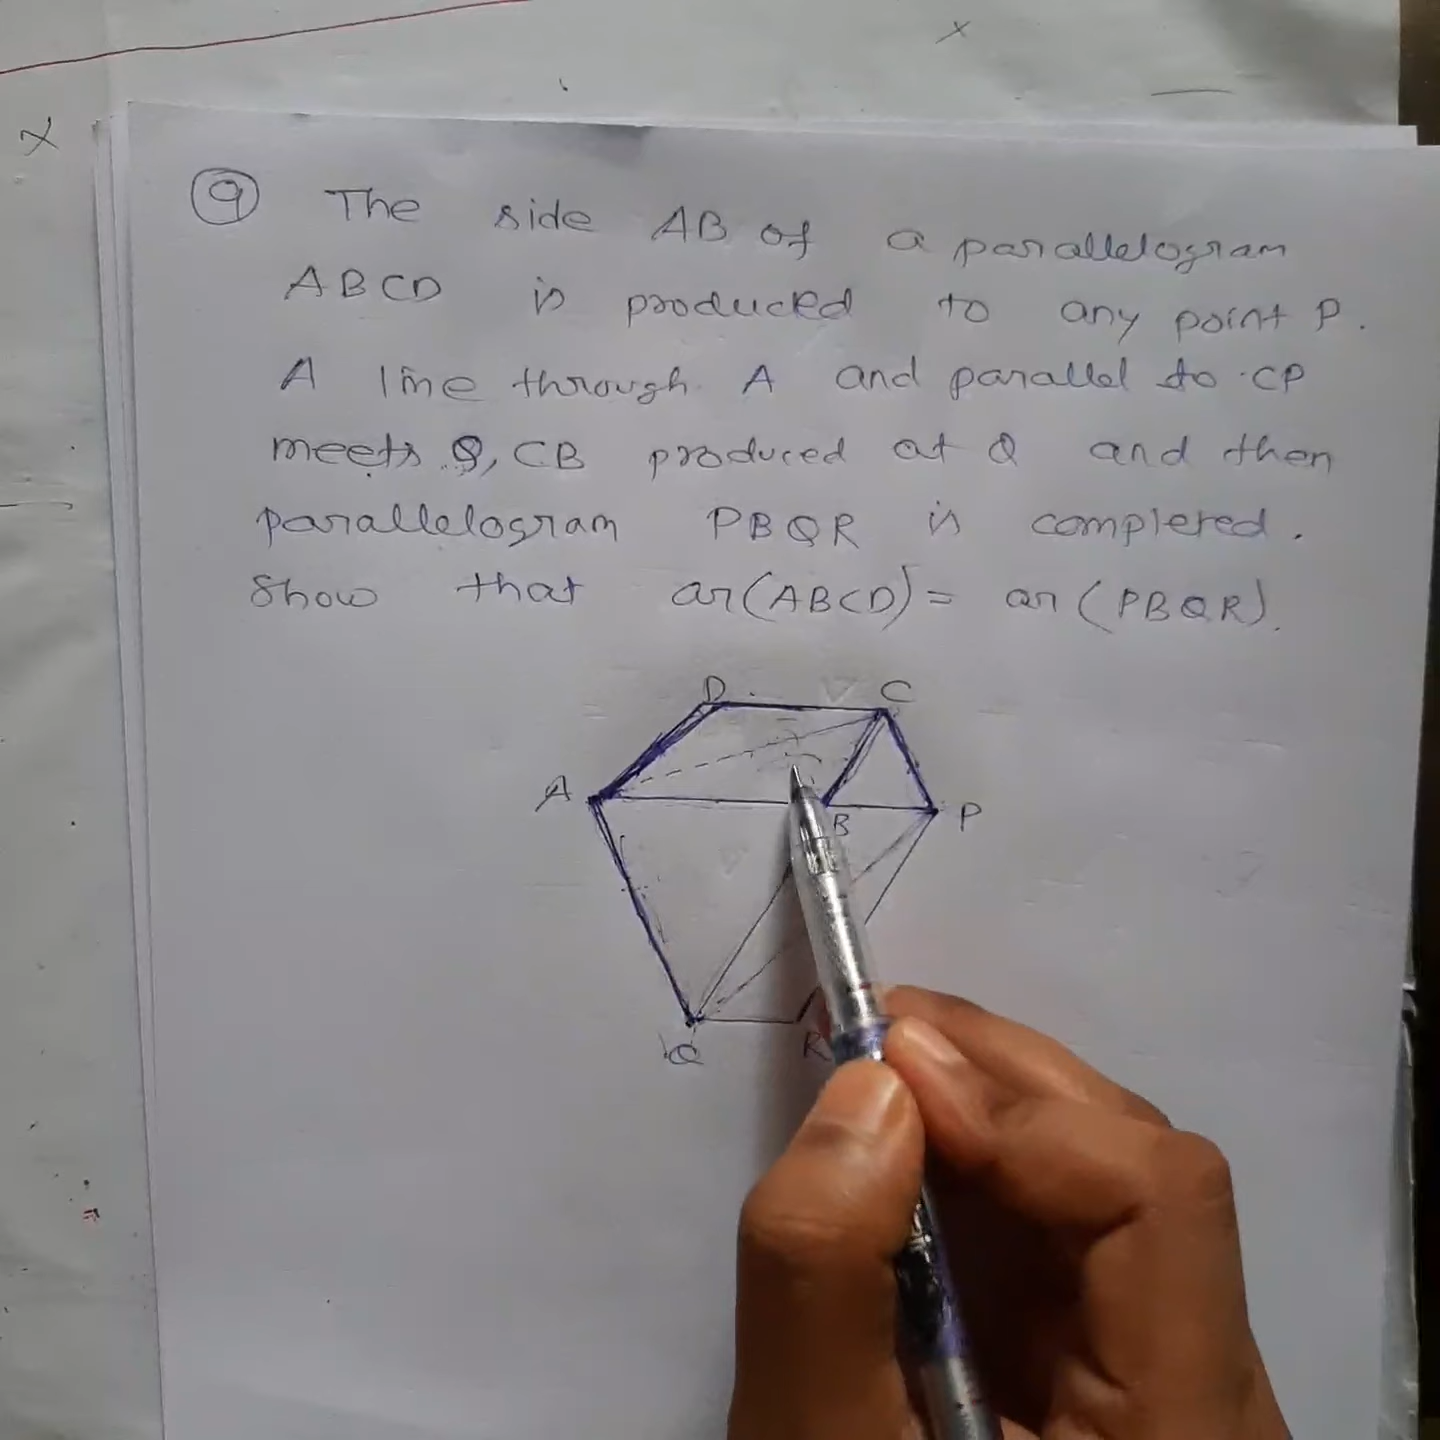 9 The side AB of a parallelogram
ABCD is produced to any point P.
A line through A and parallel to CP
meets Q, CB produced at Q and then
parallelogram PBQR is completed.
Show that ar(ABCD) = ar(PBQR).
D C
A B P
Q R